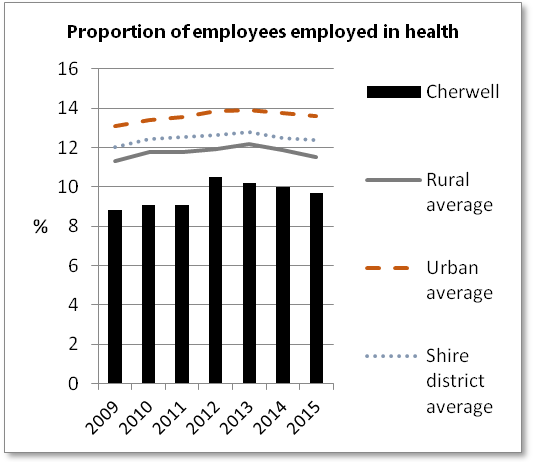 Proportion of employees employed in health
16
14
12
10
8
6
4
2
0
%
2009
2010
2011
2012
2013
2014
2015
Cherwell
Rural
average
Urban
average
Shire
district
average